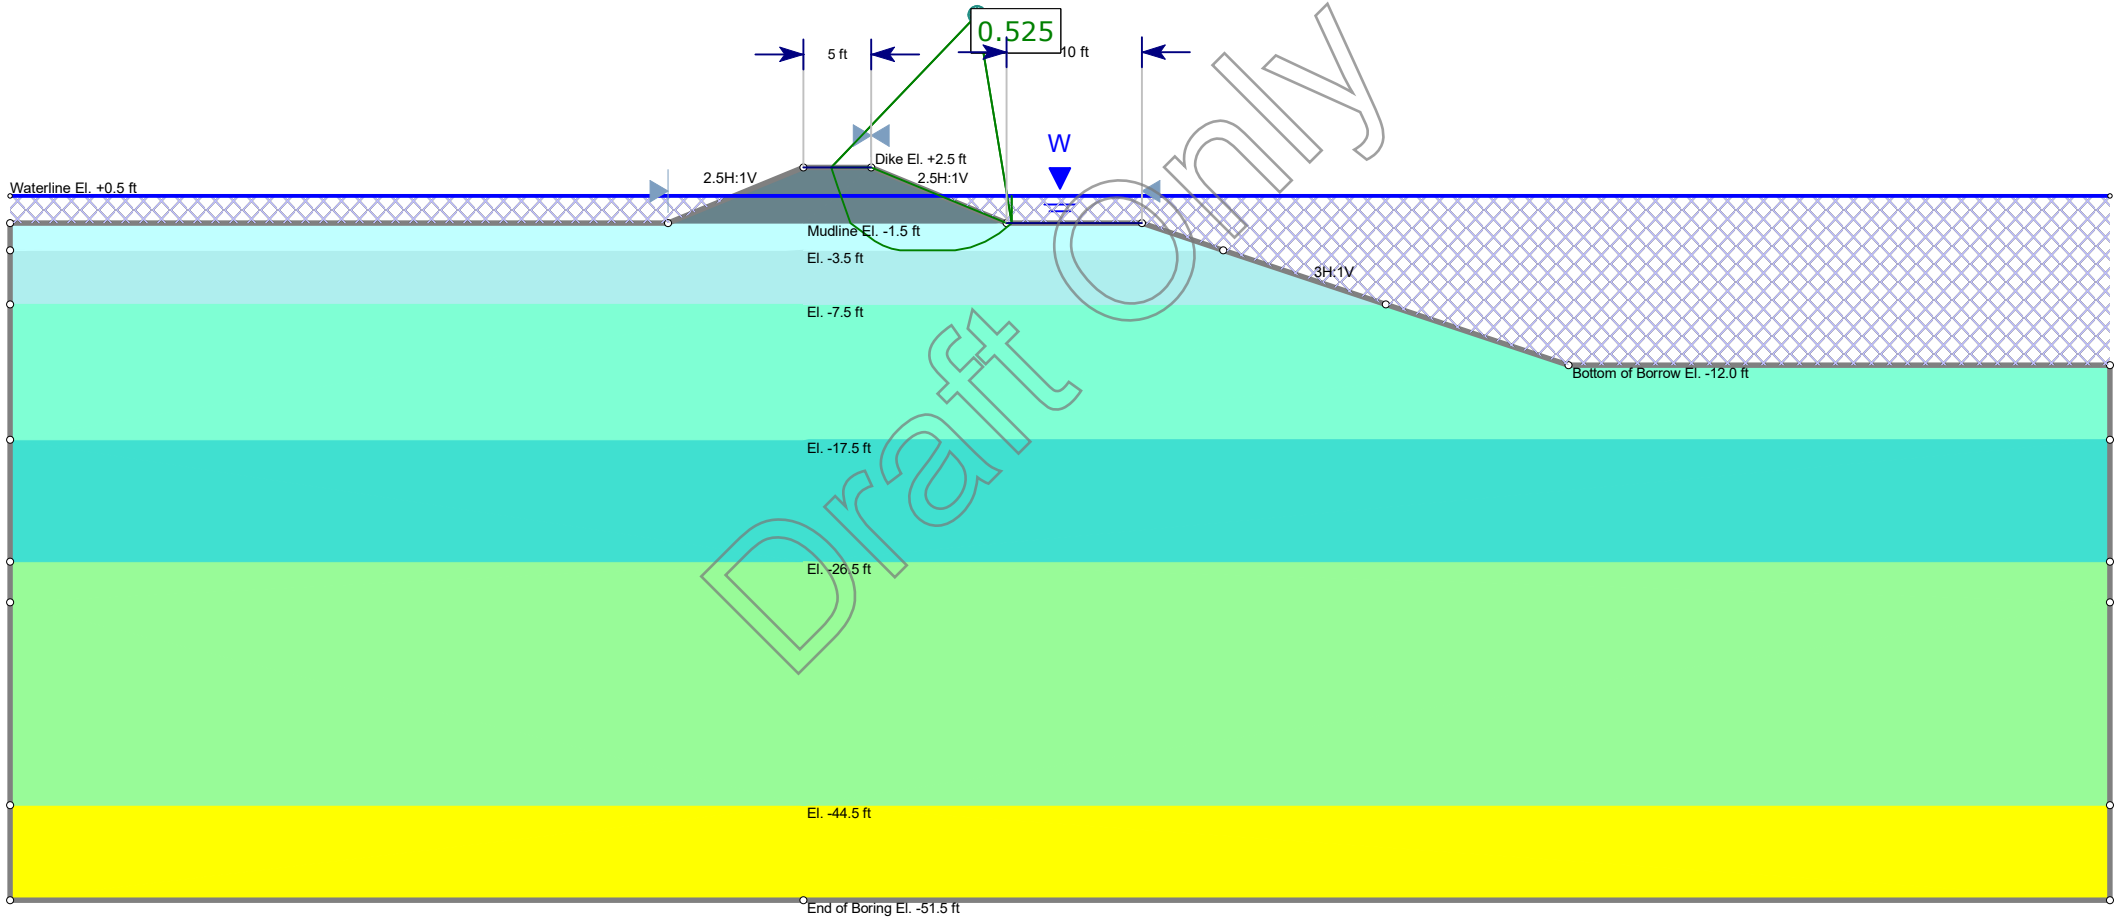 0.525
5 ft
10 ft
W
Dike El. +2.5 ft
2.5H:1V
2.5H:1V
Waterline El. +0.5 ft
Mudline El. -1.5 ft
El. -3.5 ft
3H:1V
El. -7.5 ft
Bottom of Borrow El. -12.0 ft
El. -17.5 ft
El. -26.5 ft
El. -44.5 ft
End of Boring El. -51.5 ft
Draft Only